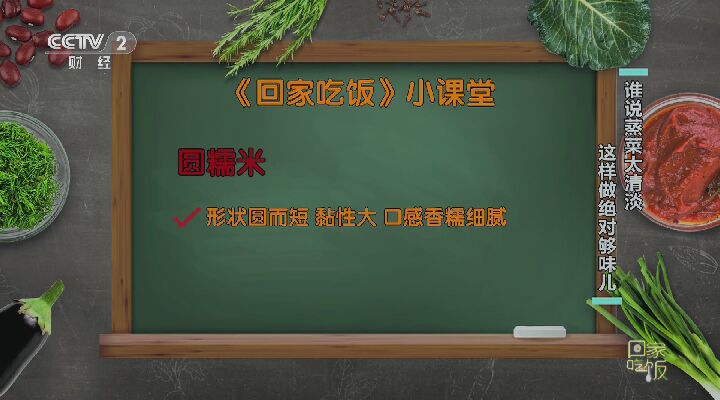 CCTV 2
财经
《回家吃饭》小课堂
圆糯米
形状圆而短 黏性大 口感香糯细腻
谁说蒸菜太清淡
这样做绝对够味儿
回家吃饭